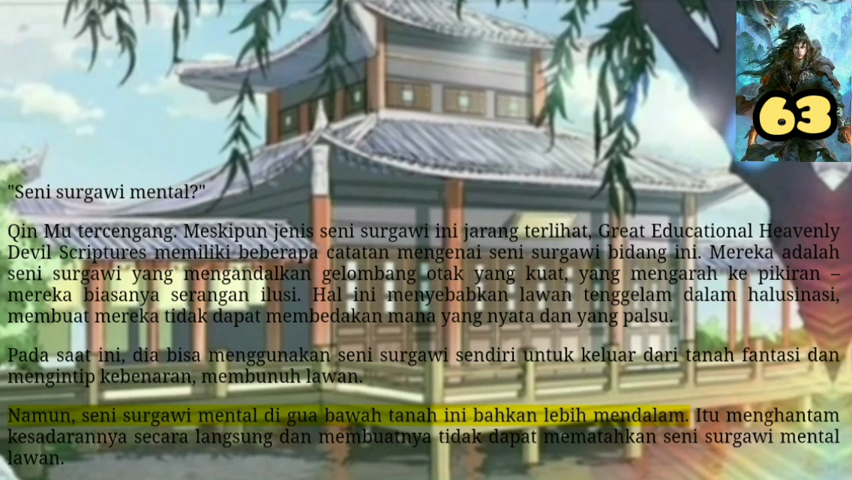 63
"Seni surgawi mental?"
Qin Mu tercengang. Meskipun jenis seni surgawi ini jarang terlihat, Great Educational Heavenly
Devil Scriptures memiliki beberapa catatan mengenai seni surgawi bidang ini. Mereka adalah
seni surgawi yang mengandalkan gelombang otak yang kuat, yang mengarah ke pikiran –
mereka biasanya serangan ilusi. Hal ini menyebabkan lawan tenggelam dalam halusinasi,
membuat mereka tidak dapat membedakan mana yang nyata dan yang palsu.
Pada saat ini, dia bisa menggunakan seni surgawi sendiri untuk keluar dari tanah fantasi dan
mengintip kebenaran, membunuh lawan.
Namun, seni surgawi mental di gua bawah tanah ini bahkan lebih mendalam. Itu menghantam
kesadarannya secara langsung dan membuatnya tidak dapat mematahkan seni surgawi mental
lawan.